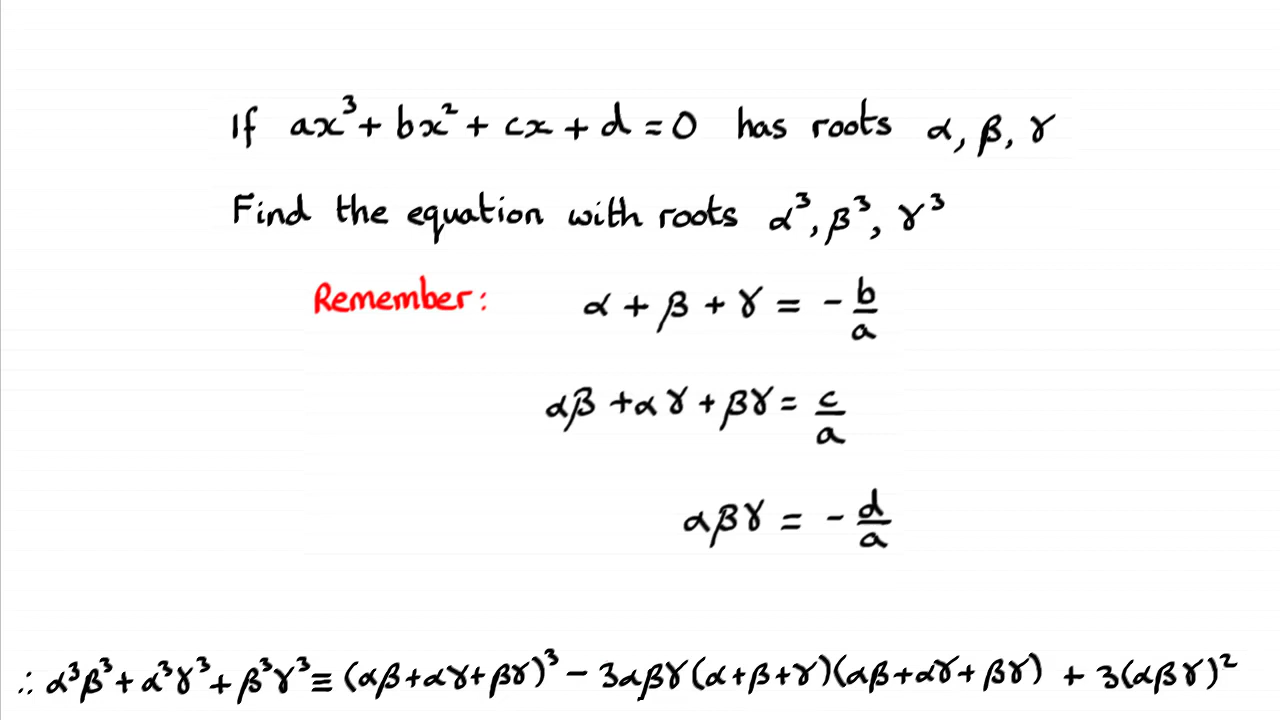 If ax³ + bx² + cx + d = 0 has roots α, β, γ
Find the equation with roots α³, β³, γ³
Remember: α + β + γ = - b/a
αβ + αγ + βγ = c/a
αβγ = - d/a
∴ α³β³ + α³γ³ + β³γ³ ≡ (αβ + αγ + βγ)³ - 3αβγ(α + β + γ)(αβ + αγ + βγ) + 3(αβγ)²